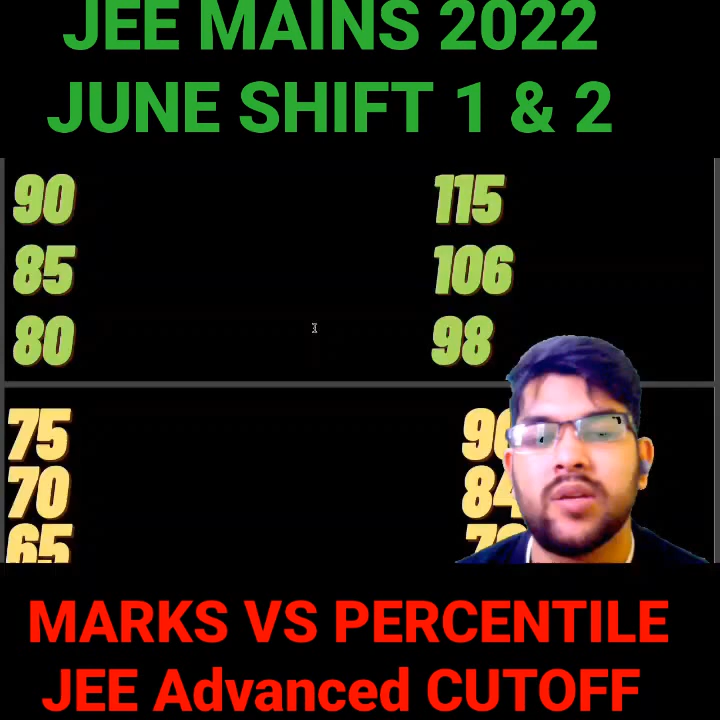 JEE MAINS 2022
JUNE SHIFT 1 & 2
90 115
85 106
80 98
75
70
65
MARKS VS PERCENTILE
JEE Advanced CUTOFF